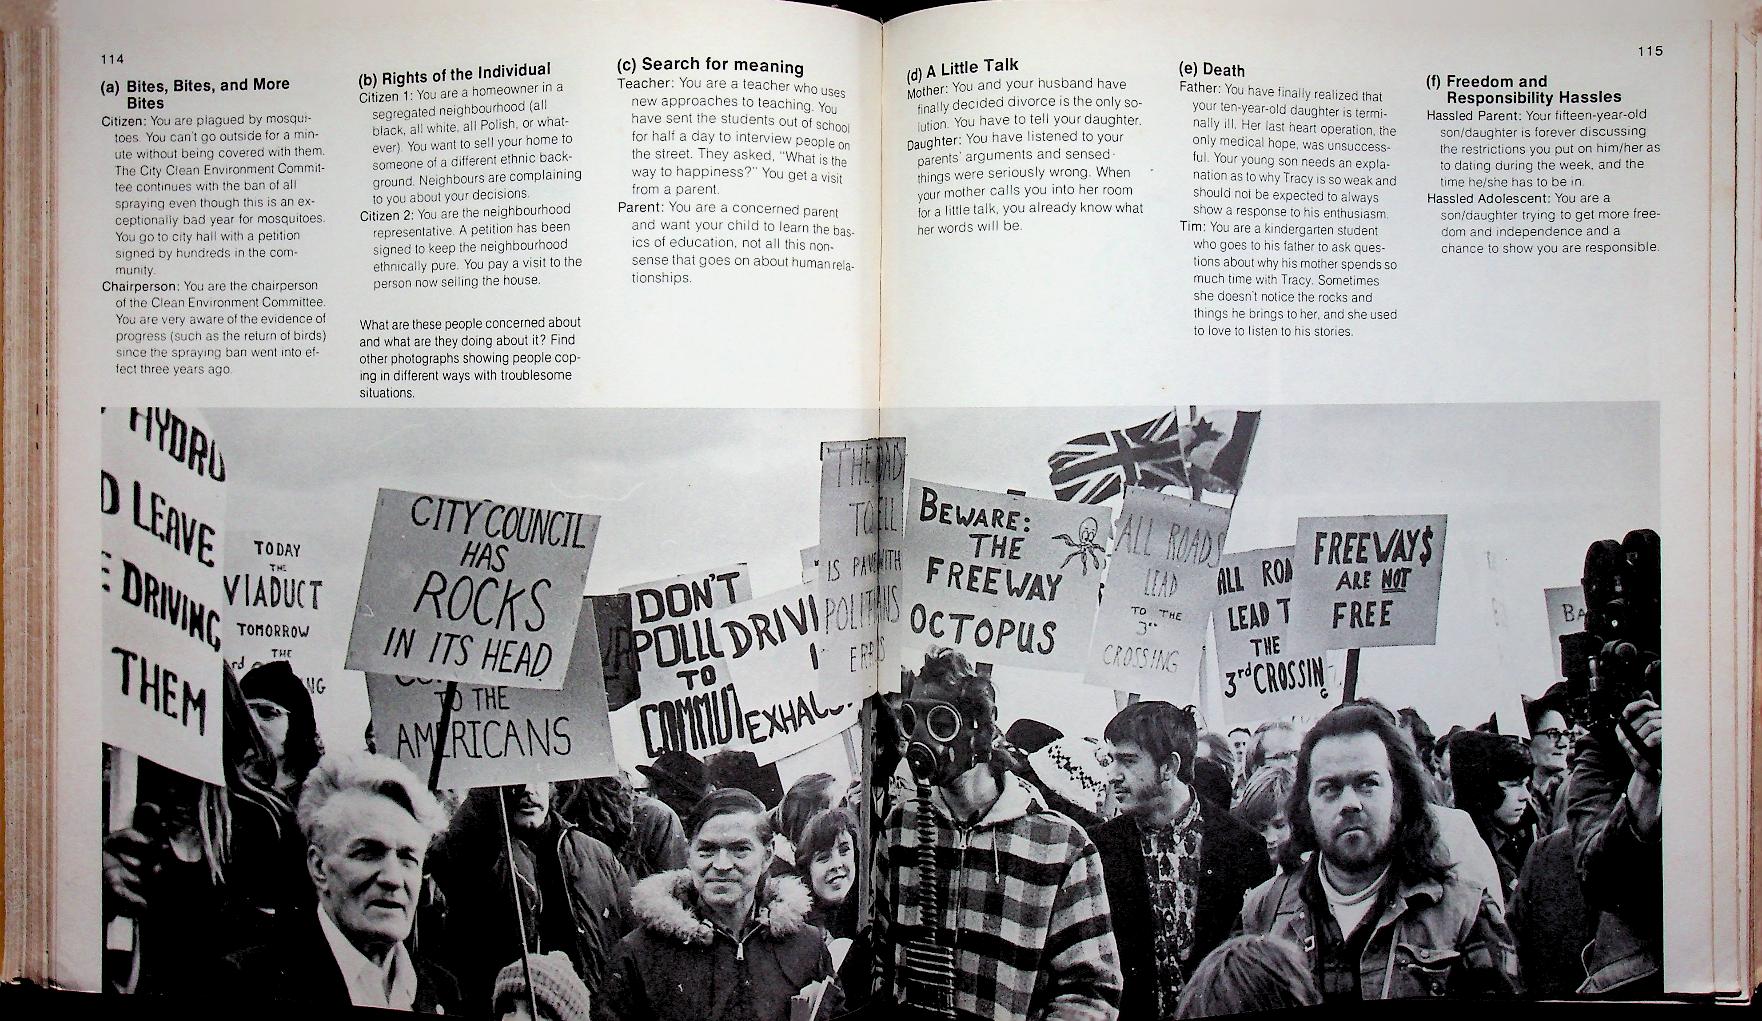 114
(a) Bites, Bites, and More
Bites
Citizen: You are plagued by mosqui-
toes. You can't go outside for a min-
ute without being covered with them.
The City Clean Environment Commit-
tee continues with the ban of all
spraying even though this is an ex-
ceptionally bad year for mosquitoes.
You go to city hall with a petition
signed by hundreds in the com-
munity.
Chairperson: You are the chairperson
of the Clean Environment Committee.
You are very aware of the evidence of
progress (such as the return of birds)
since the spraying ban went into ef-
fect three years ago.
(b) Rights of the Individual
Citizen 1: You are a homeowner in a
segregated neighbourhood (all
black, all white, all Polish, or what-
ever). You want to sell your home to
someone of a different ethnic back-
ground. Neighbours are complaining
to you about your decisions.
Citizen 2: You are the neighbourhood
representative. A petition has been
signed to keep the neighbourhood
ethnically pure. You pay a visit to the
person now selling the house.
What are these people concerned about
and what are they doing about it? Find
other photographs showing people cop-
ing in different ways with troublesome
situations.
(c) Search for meaning
Teacher: You are a teacher who uses
new approaches to teaching. You
have sent the students out of school
for half a day to interview people on
the street. They asked, "What is the
way to happiness?" You get a visit
from a parent.
Parent: You are a concerned parent
and want your child to learn the bas-
ics of education, not all this non-
sense that goes on about human rela-
tionships.
(d) A Little Talk
Mother: You and your husband have
finally decided divorce is the only so-
lution. You have to tell your daughter.
Daughter: You have listened to your
parents' arguments and sensed
things were seriously wrong. When
your mother calls you into her room
for a little talk, you already know what
her words will be.
(e) Death
Father: You have finally realized that
your ten-year-old daughter is termi-
nally ill. Her last heart operation, the
only medical hope, was unsuccess-
ful. Your young son needs an expla-
nation as to why Tracy is so weak and
should not be expected to always
show a response to his enthusiasm.
Tim: You are a kindergarten student
who goes to his father to ask ques-
tions about why his mother spends so
much time with Tracy. Sometimes
she doesn't notice the rocks and
things he brings to her, and she used
to love to listen to his stories.
115
(f) Freedom and
Responsibility Hassles
Hassled Parent: Your fifteen-year-old
son/daughter is forever discussing
the restrictions you put on him/her as
to dating during the week, and the
time he/she has to be in.
Hassled Adolescent: You are a
son/daughter trying to get more free-
dom and independence and a
chance to show you are responsible.
HYDRO
D LEAVE
E DRIVING
THEM
TODAY
THE
VIADUCT
TOMORROW
THE
CITY COUNCIL
HAS
ROCKS
IN ITS HEAD
TO THE
AMERICANS
DON'T
POLLU
TO
COMMUT
DRIVI
EXHAU
THE ROAD
TO HELL
IS PAVED WITH
POLITICIANS
BEWARE:
THE
FREEWAY
OCTOPUS
ALL ROADS
LEAD
TO THE
3rd
CROSSING
ALL ROA
LEAD T
THE
3rd CROSSING
FREEWAY$
ARE NOT
FREE
BA